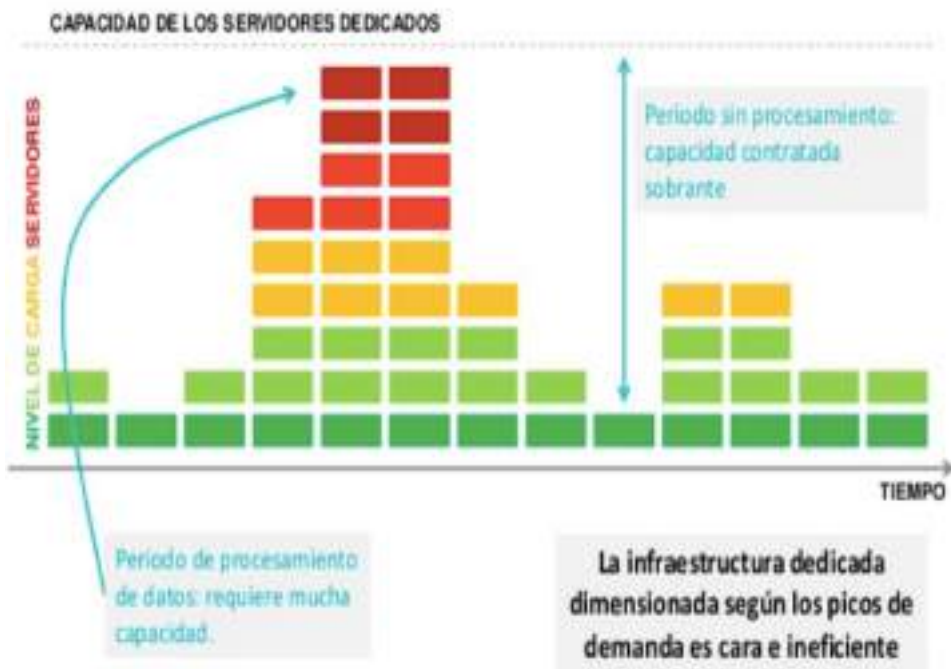 CAPACIDAD DE LOS SERVIDORES DEDICADOS
NIVEL DE CARGA SERVIDORES
Periodo sin procesamiento:
capacidad contratada
sobrante
TIEMPO
Periodo de procesamiento
de datos: requiere mucha
capacidad.
La infraestructura dedicada
dimensionada según los picos de
demanda es cara e ineficiente